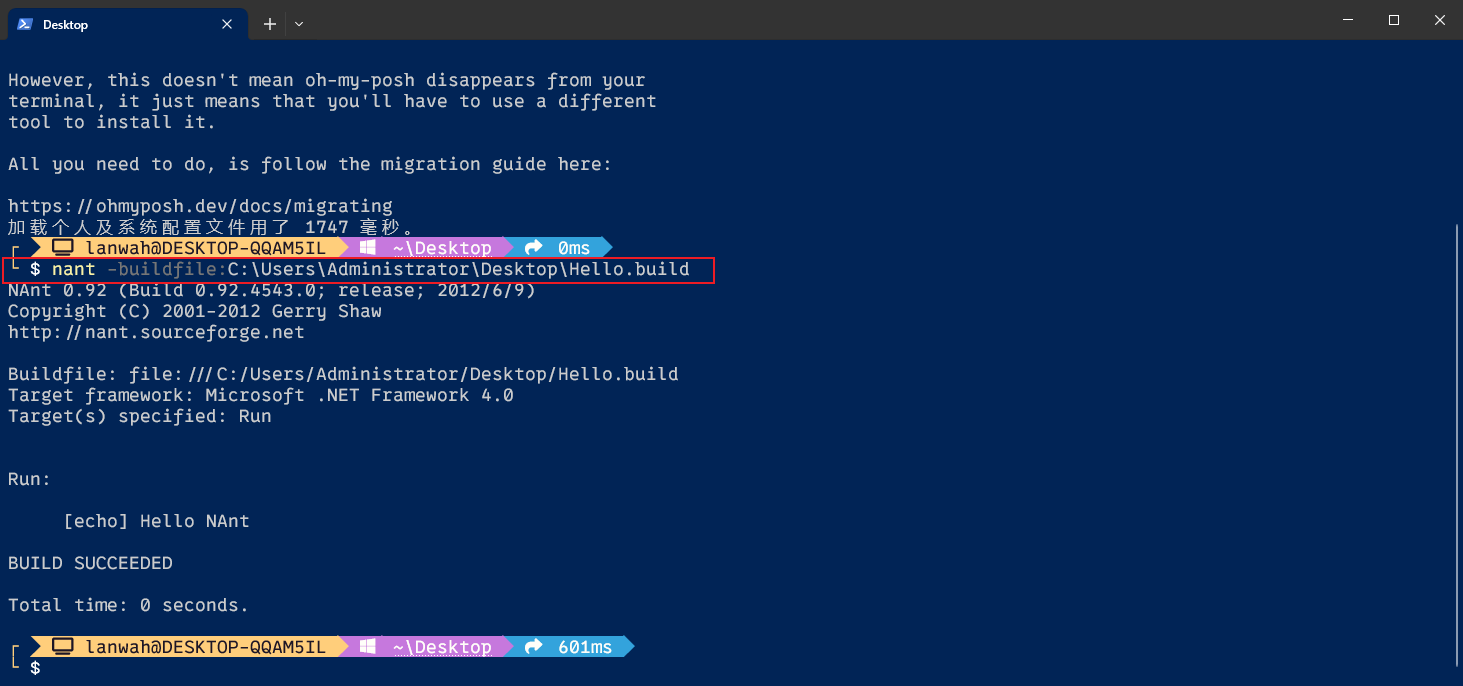 Desktop
However, this doesn't mean oh-my-posh disappears from your
terminal, it just means that you'll have to use a different
tool to install it.
All you need to do, is follow the migration guide here:
https://ohmyposh.dev/docs/migrating
加载个人及系统配置文件用了 1747 毫秒。
lanwah@DESKTOP-QQAM5IL ~\Desktop 0ms
$ nant -buildfile:C:\Users\Administrator\Desktop\Hello.build
NAnt 0.92 (Build 0.92.4543.0; release; 2012/6/9)
Copyright (C) 2001-2012 Gerry Shaw
http://nant.sourceforge.net
Buildfile: file:///C:/Users/Administrator/Desktop/Hello.build
Target framework: Microsoft .NET Framework 4.0
Target(s) specified: Run
Run:
[echo] Hello NAnt
BUILD SUCCEEDED
Total time: 0 seconds.
lanwah@DESKTOP-QQAM5IL ~\Desktop 601ms
$